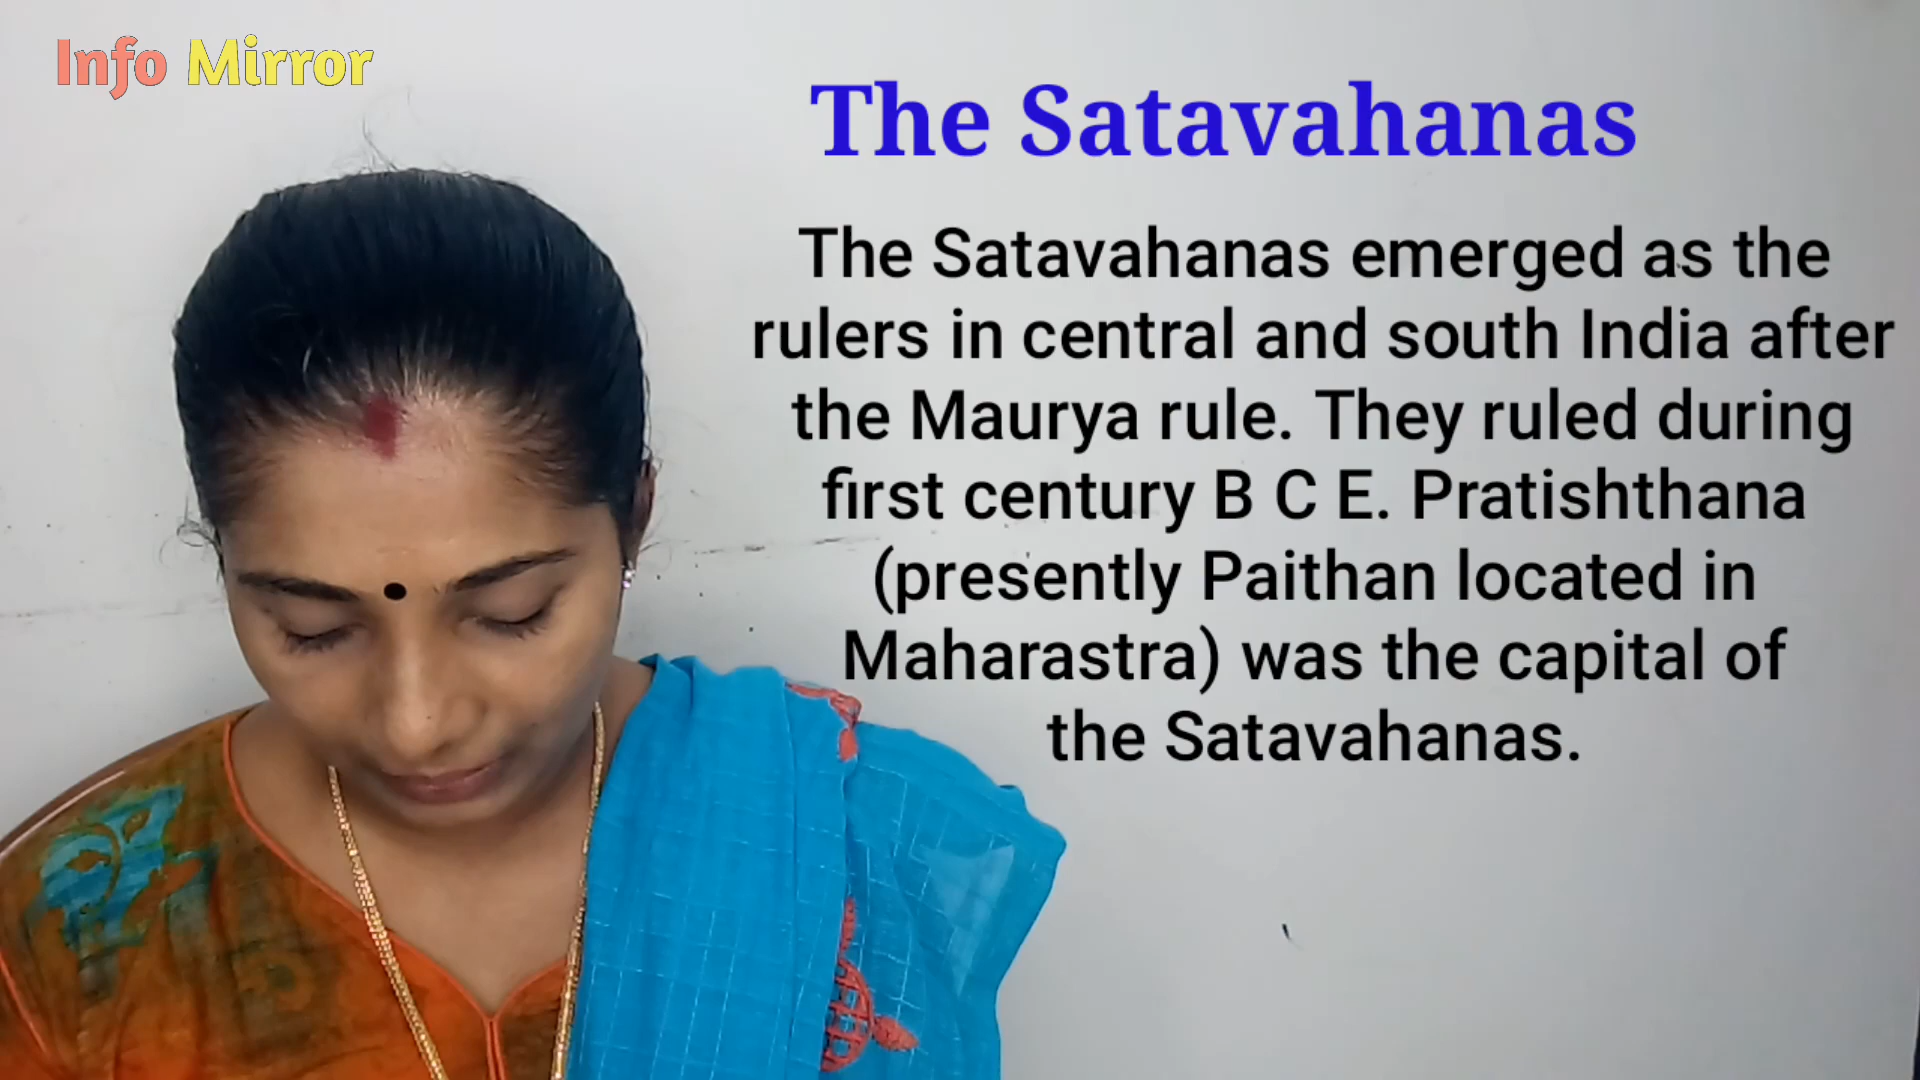 Info Mirror
The Satavahanas
The Satavahanas emerged as the
rulers in central and south India after
the Maurya rule. They ruled during
first century B C E. Pratishthana
(presently Paithan located in
Maharastra) was the capital of
the Satavahanas.